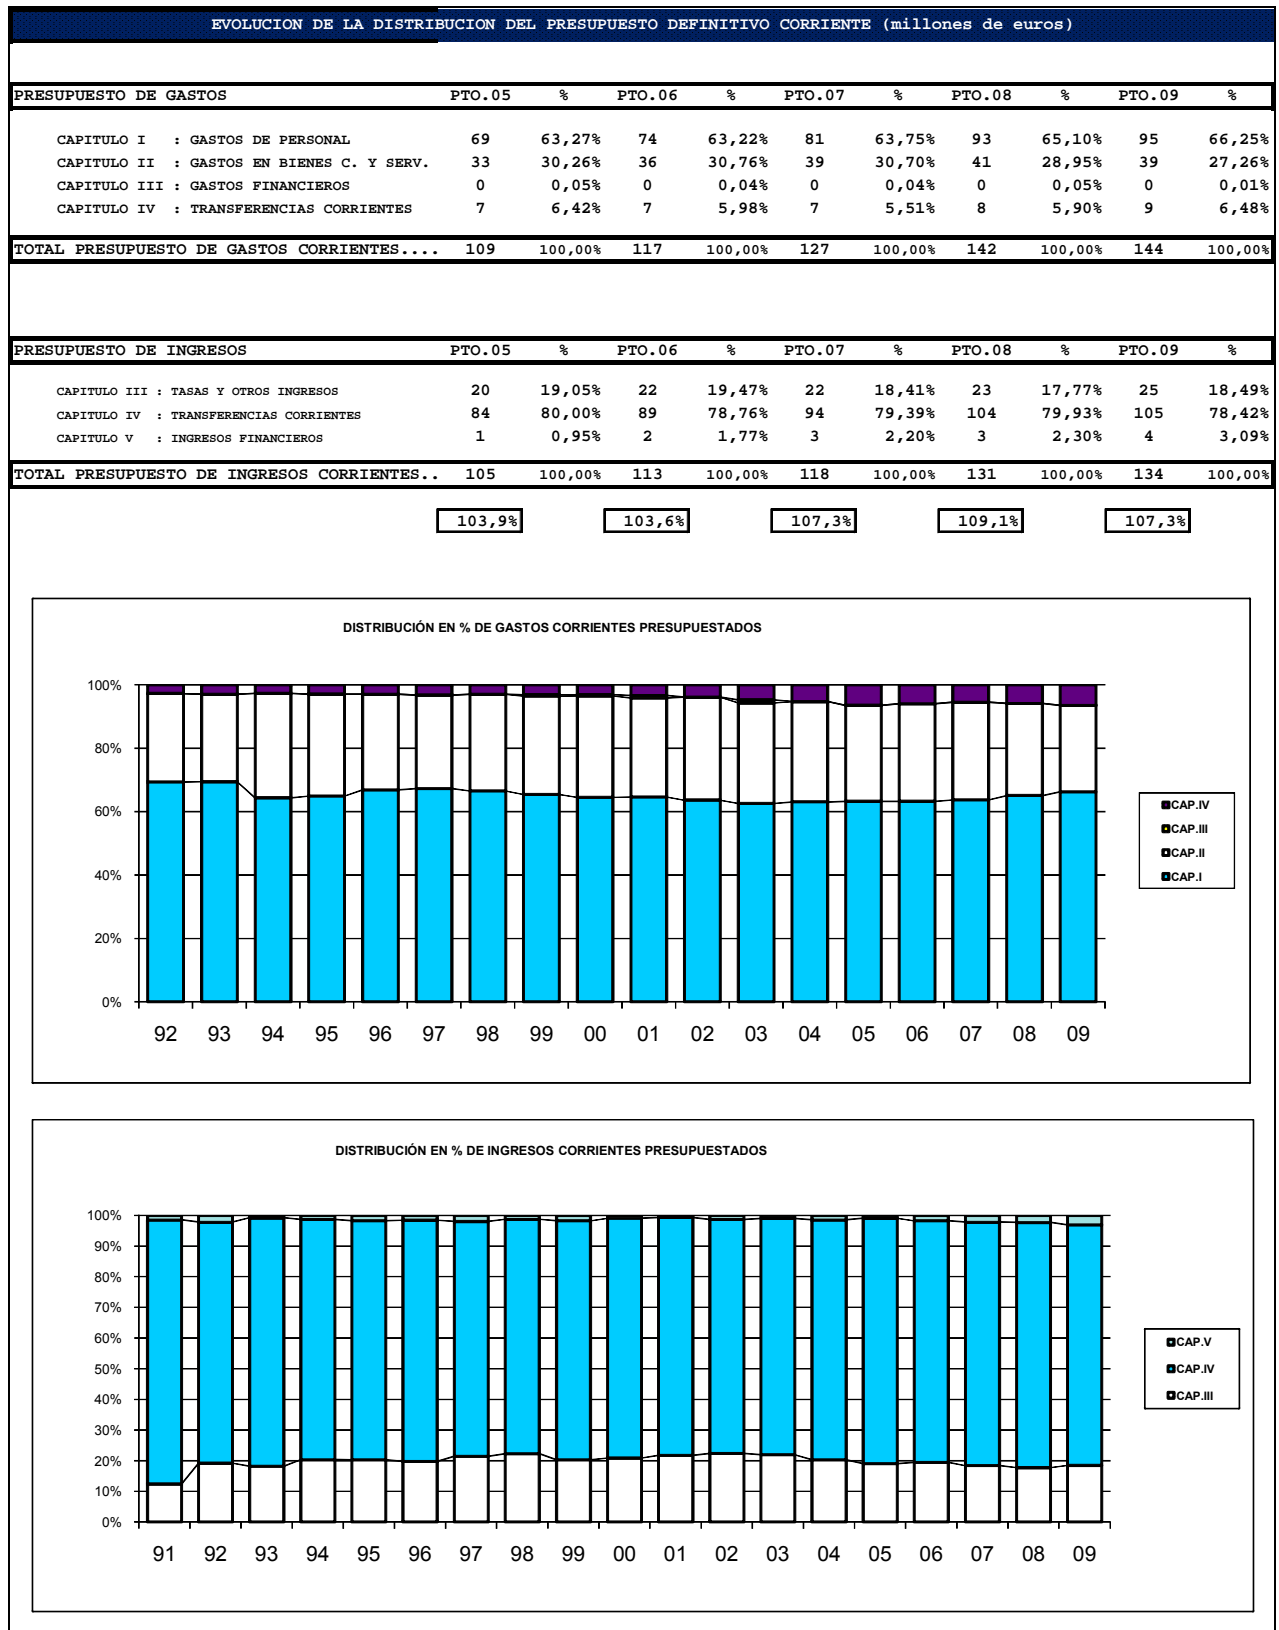 EVOLUCION DE LA DISTRIBUCION DEL PRESUPUESTO DEFINITIVO CORRIENTE (millones de euros)
PRESUPUESTO DE GASTOS PTO.05 % PTO.06 % PTO.07 % PTO.08 % PTO.09 %
CAPITULO I : GASTOS DE PERSONAL 69 63,27% 74 63,22% 81 63,75% 93 65,10% 95 66,25%
CAPITULO II : GASTOS EN BIENES C. Y SERV. 33 30,26% 36 30,76% 39 30,70% 41 28,95% 39 27,26%
CAPITULO III : GASTOS FINANCIEROS 0 0,05% 0 0,04% 0 0,04% 0 0,05% 0 0,01%
CAPITULO IV : TRANSFERENCIAS CORRIENTES 7 6,42% 7 5,98% 7 5,51% 8 5,90% 9 6,48%
TOTAL PRESUPUESTO DE GASTOS CORRIENTES.... 109 100,00% 117 100,00% 127 100,00% 142 100,00% 144 100,00%
PRESUPUESTO DE INGRESOS PTO.05 % PTO.06 % PTO.07 % PTO.08 % PTO.09 %
CAPITULO III : TASAS Y OTROS INGRESOS 20 19,05% 22 19,47% 22 18,41% 23 17,77% 25 18,49%
CAPITULO IV : TRANSFERENCIAS CORRIENTES 84 80,00% 89 78,76% 94 79,39% 104 79,93% 105 78,42%
CAPITULO V : INGRESOS FINANCIEROS 1 0,95% 2 1,77% 3 2,20% 3 2,30% 4 3,09%
TOTAL PRESUPUESTO DE INGRESOS CORRIENTES.. 105 100,00% 113 100,00% 118 100,00% 131 100,00% 134 100,00%
103,9% 103,6% 107,3% 109,1% 107,3%
DISTRIBUCIÓN EN % DE GASTOS CORRIENTES PRESUPUESTADOS
100%
80%
60%
40%
20%
0%
92 93 94 95 96 97 98 99 00 01 02 03 04 05 06 07 08 09
CAP.IV
CAP.III
CAP.II
CAP.I
DISTRIBUCIÓN EN % DE INGRESOS CORRIENTES PRESUPUESTADOS
100%
90%
80%
70%
60%
50%
40%
30%
20%
10%
0%
91 92 93 94 95 96 97 98 99 00 01 02 03 04 05 06 07 08 09
CAP.V
CAP.IV
CAP.III